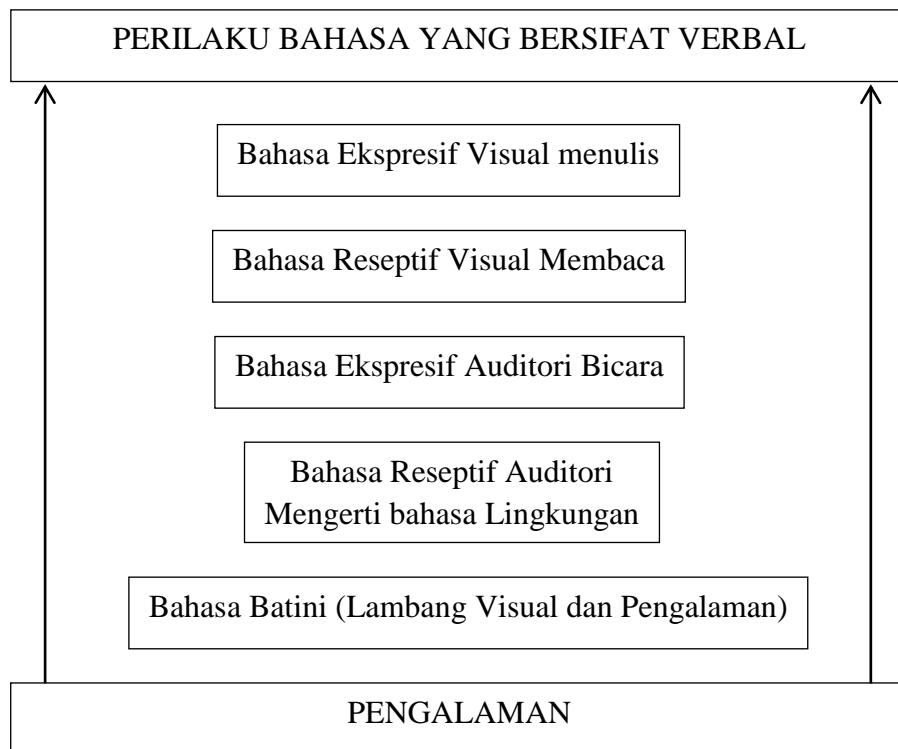 PERILAKU BAHASA YANG BERSIFAT VERBAL
Bahasa Ekspresif Visual menulis
Bahasa Reseptif Visual Membaca
Bahasa Ekspresif Auditori Bicara
Bahasa Reseptif Auditori
Mengerti bahasa Lingkungan
Bahasa Batini (Lambang Visual dan Pengalaman)
PENGALAMAN